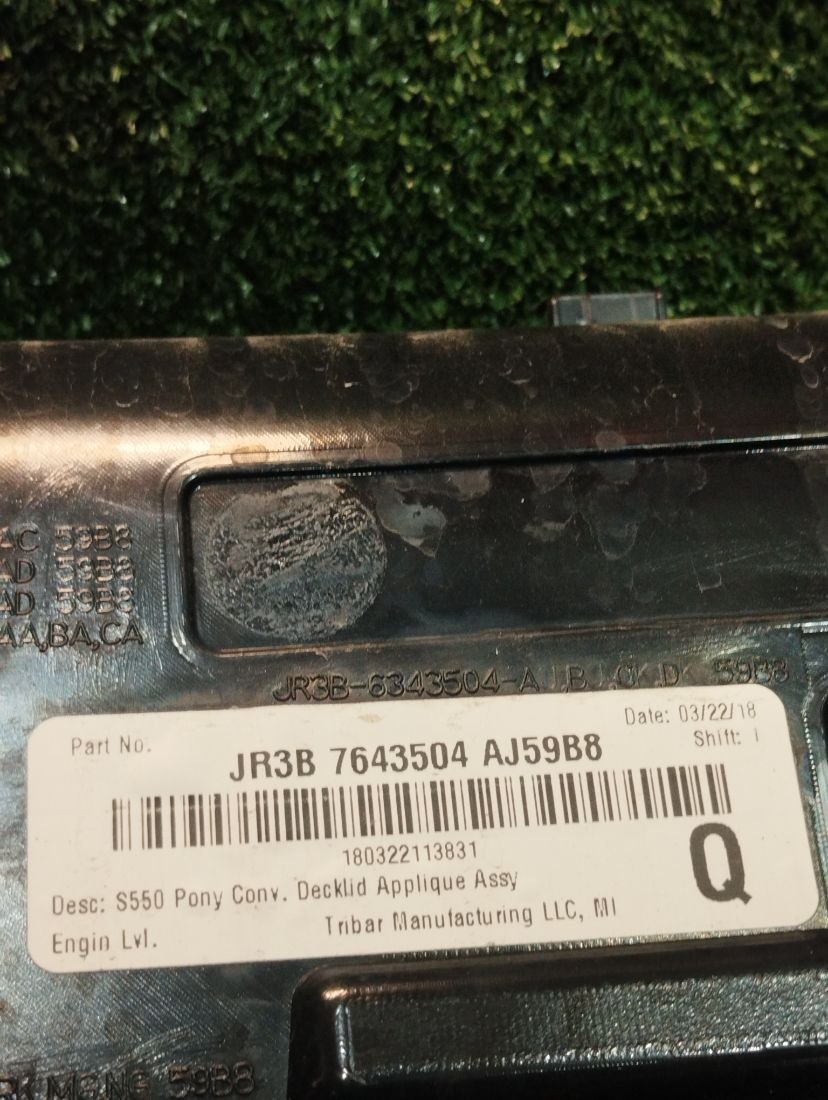 AC 59B8
AD 59B8
AD 59B8
AA,BA,CA
JR3B-6343504-AJ,BJ,CK,DK 59B8
Part No.
Date: 03/22/18
JR3B 7643504 AJ59B8
Shift: 1
180322113831
Q
Desc: S550 Pony Conv. Decklid Applique Assy
Engin Lvl.
Tribar Manufacturing LLC, MI
59B8